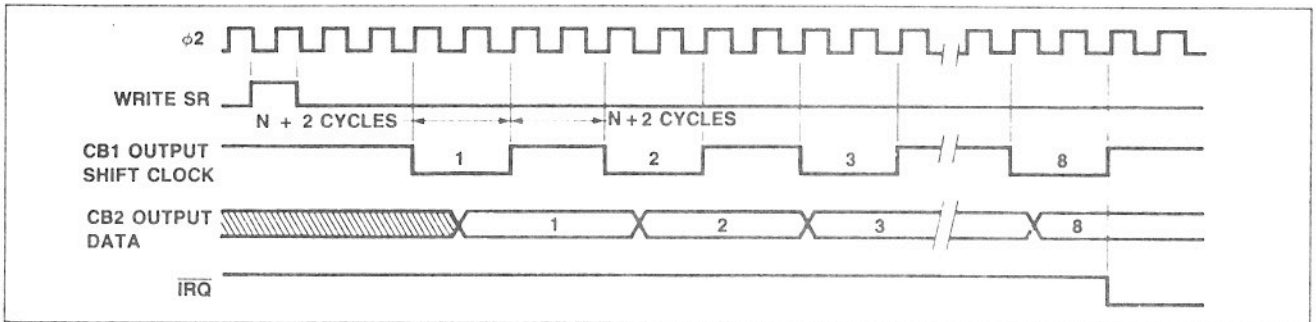 φ2
WRITE SR
N + 2 CYCLES
N + 2 CYCLES
CB1 OUTPUT
SHIFT CLOCK
1
2
3
8
CB2 OUTPUT
DATA
1
2
3
8
IRQ